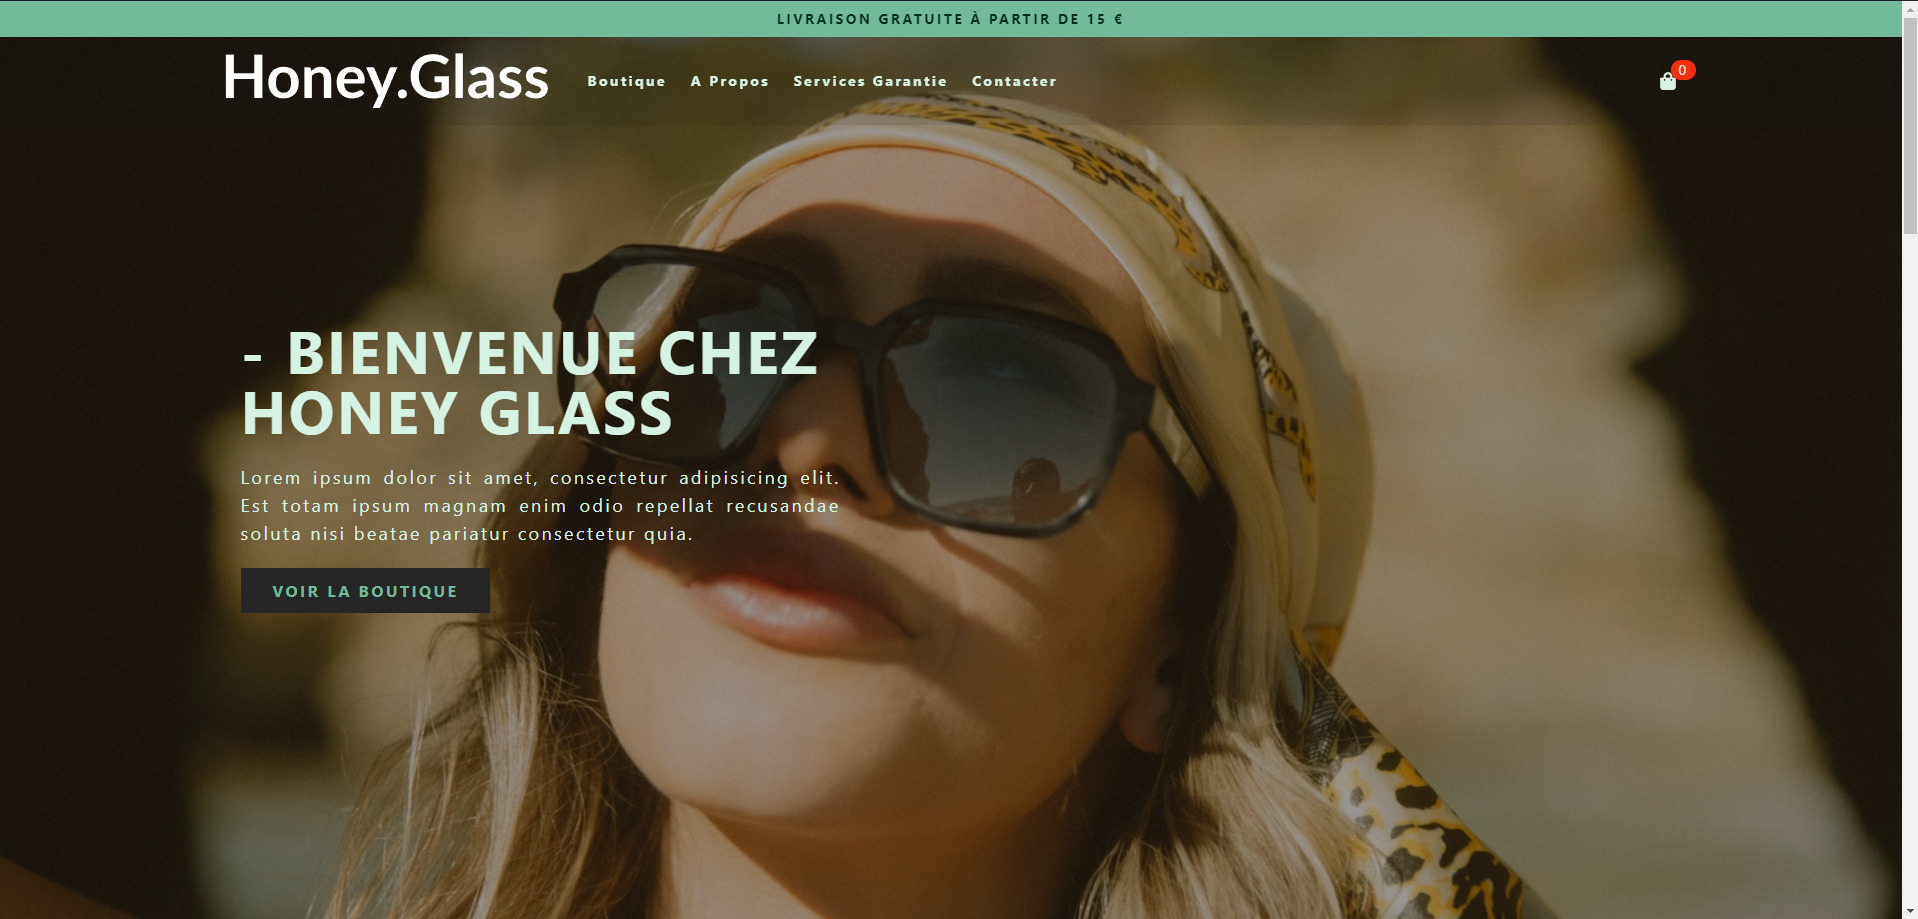 LIVRAISON GRATUITE À PARTIR DE 15 €
Honey.Glass
Boutique
A Propos
Services Garantie
Contacter
0
- BIENVENUE CHEZ
HONEY GLASS
Lorem ipsum dolor sit amet, consectetur adipisicing elit.
Est totam ipsum magnam enim odio repellat recusandae
soluta nisi beatae pariatur consectetur quia.
VOIR LA BOUTIQUE